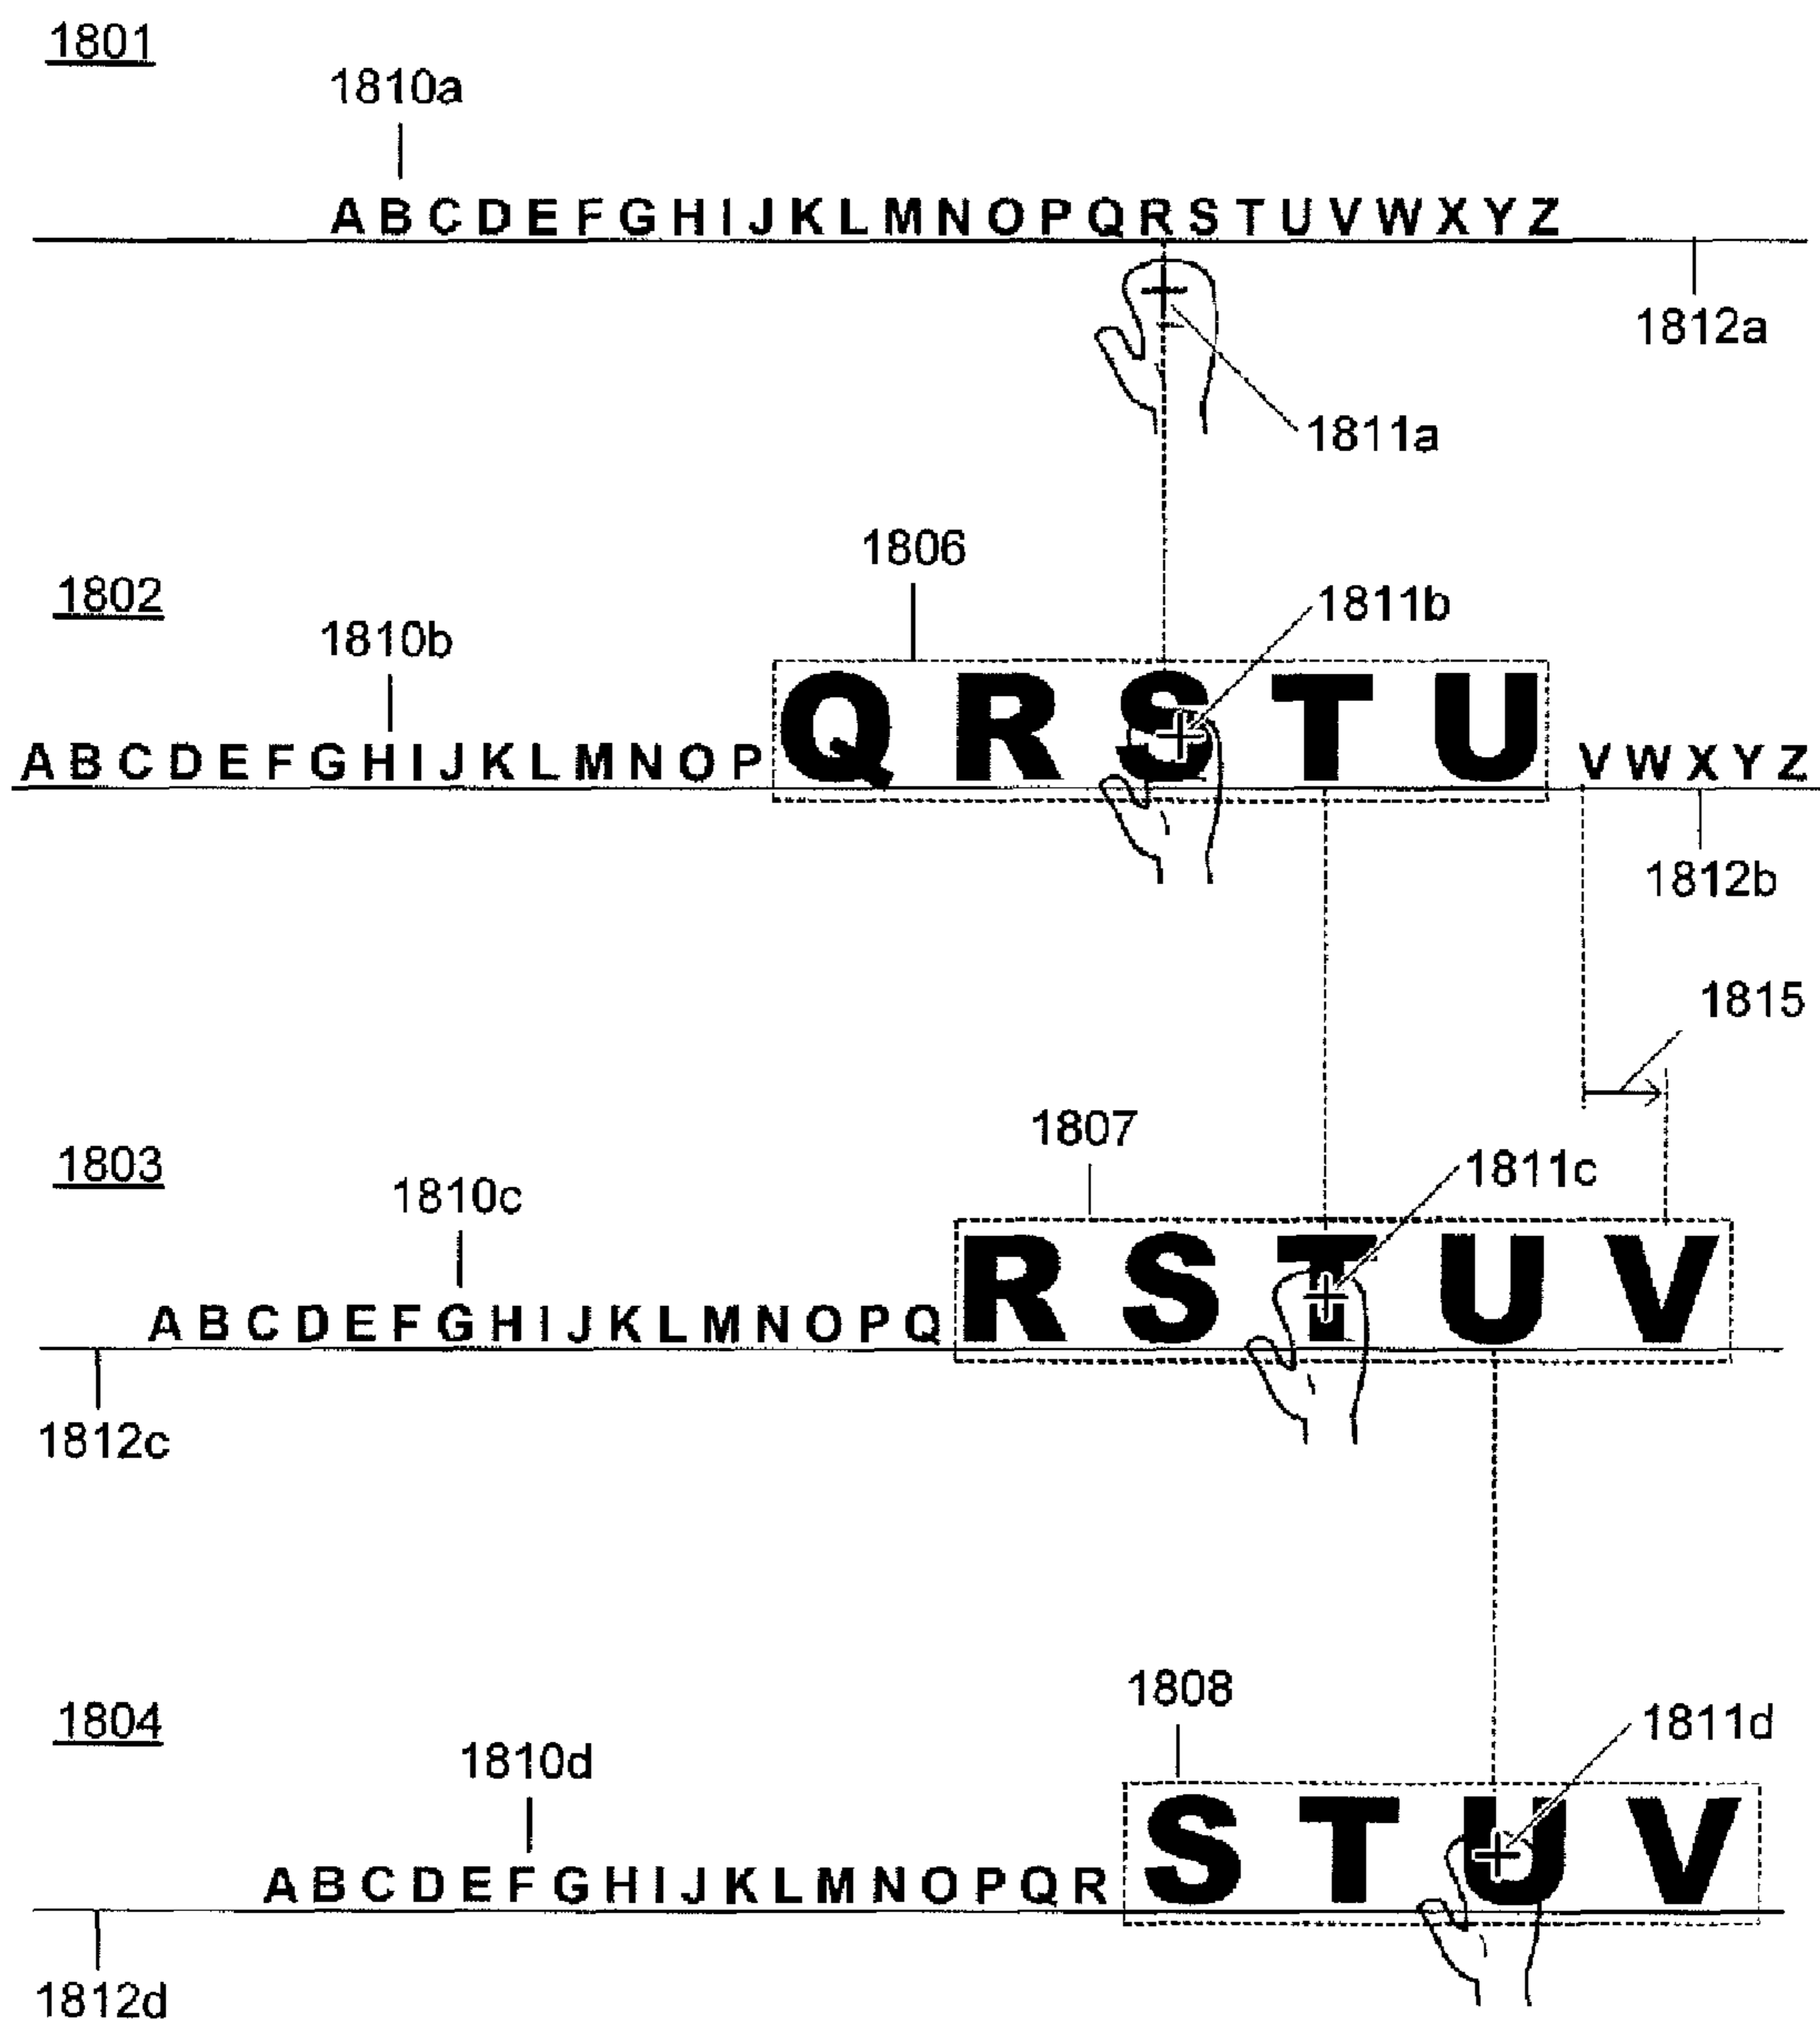 1801
1810a
A B C D E F G H I J K L M N O P Q R S T U V W X Y Z
1812a
1811a
1806
1802
1811b
1810b
A B C D E F G H I J K L M N O P Q R S T U V W X Y Z
1812b
1815
1807
1803
1811c
1810c
A B C D E F G H I J K L M N O P Q R S T U V
1812c
1808
1804
1811d
1810d
A B C D E F G H I J K L M N O P Q R S T U V
1812d